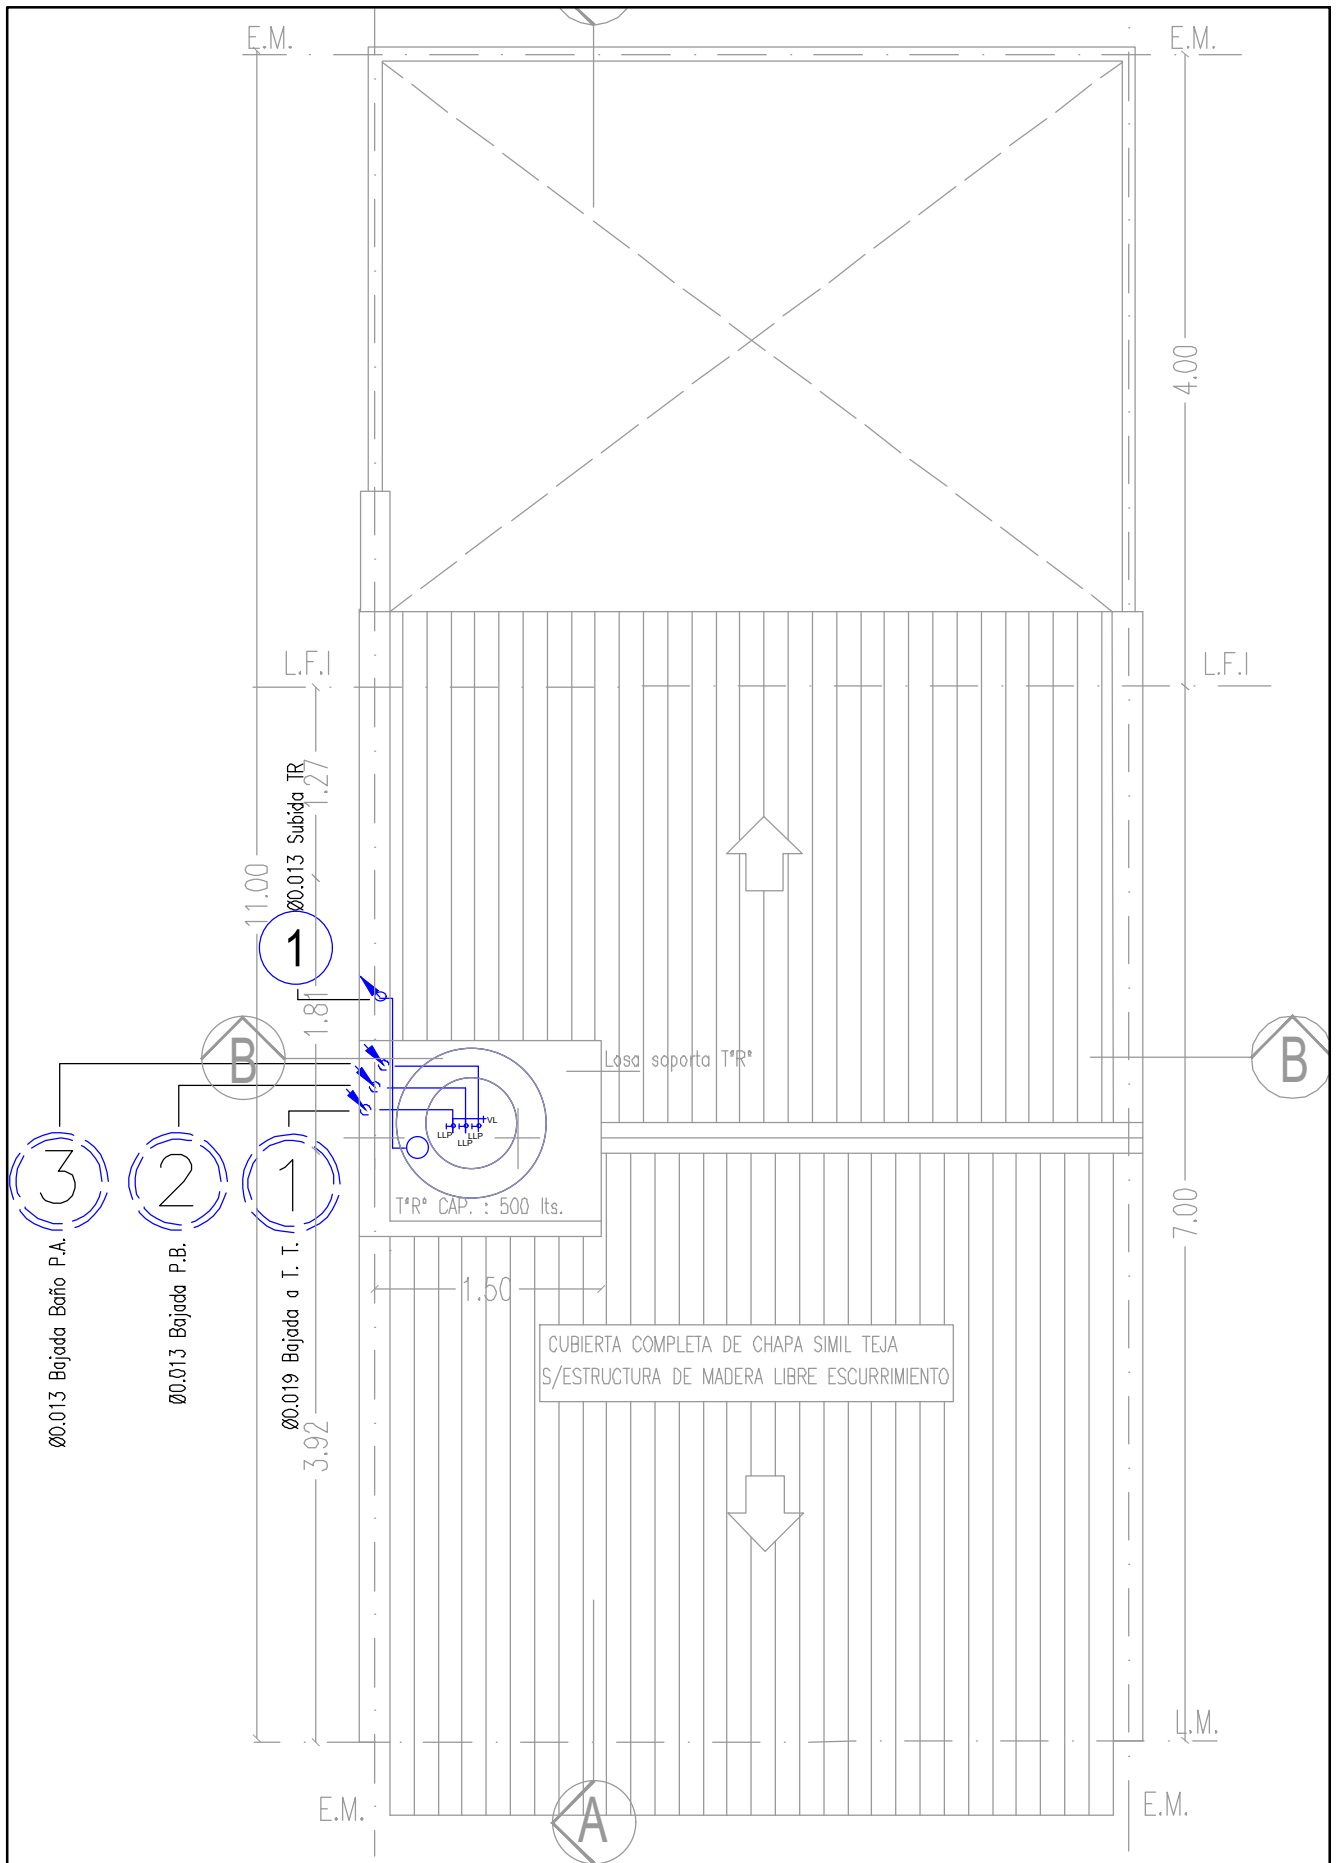 E.M.
E.M.
4.00
L.F.I
L.F.I
1.27
Ø0.013 Subida TR
11.00
1
1.81
B
Losa soporta T°R°
B
LLP
LLP
LLP
VL
3
2
1
T°R° CAP. : 500 lts.
7.00
Ø0.013 Bajada Baño P.A.
Ø0.013 Bajada P.B.
Ø0.019 Bajada a T. T.
1.50
CUBIERTA COMPLETA DE CHAPA SIMIL TEJA
S/ESTRUCTURA DE MADERA LIBRE ESCURRIMIENTO
3.92
L.M.
E.M.
A
E.M.